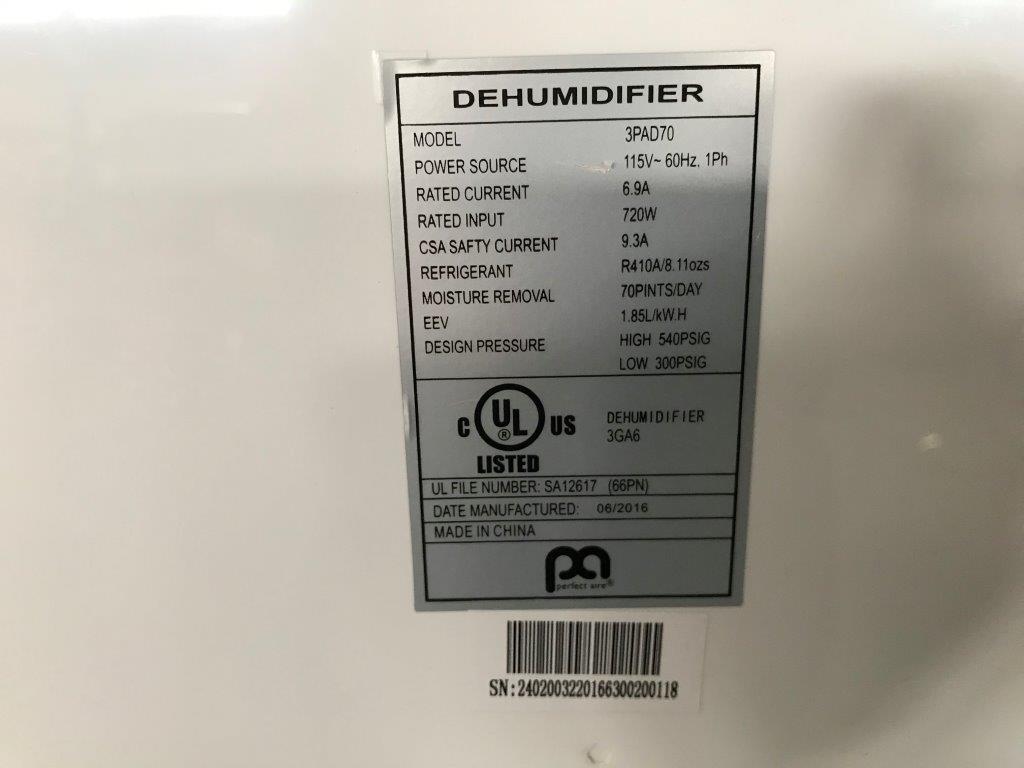 DEHUMIDIFIER
MODEL 3PAD70
POWER SOURCE 115V~ 60Hz, 1Ph
RATED CURRENT 6.9A
RATED INPUT 720W
CSA SAFTY CURRENT 9.3A
REFRIGERANT R410A/8.11ozs
MOISTURE REMOVAL 70PINTS/DAY
EEV 1.85L/kW.H
DESIGN PRESSURE HIGH 540PSIG
LOW 300PSIG
C UL ® US
LISTED
DEHUMIDIFIER
3GA6
UL FILE NUMBER: SA12617 (66PN)
DATE MANUFACTURED: 06/2016
MADE IN CHINA
pa
perfect aire®
SN:2402003220166300200118